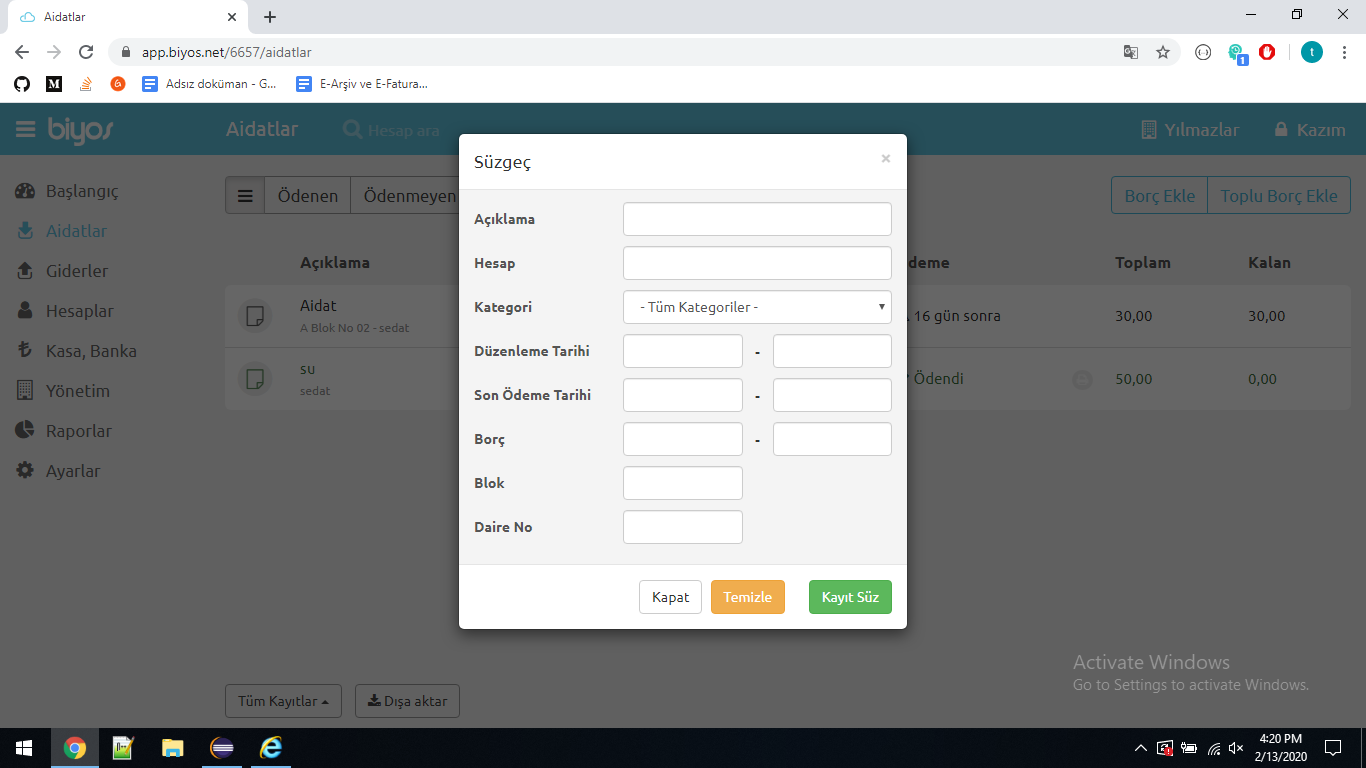 Aidatlar
app.biyos.net/6657/aidatlar
Adsız doküman - G...
E-Arşiv ve E-Fatura...
biyos
Aidatlar
Hesap ara
Yılmazlar
Kazım
Başlangıç
Aidatlar
Giderler
Hesaplar
Kasa, Banka
Yönetim
Raporlar
Ayarlar
Ödenen
Ödenmeyen
Borç Ekle
Toplu Borç Ekle
Açıklama
deme
Toplam
Kalan
Aidat
A Blok No 02 - sedat
16 gün sonra
30,00
30,00
su
sedat
Ödendi
50,00
0,00
Süzgeç
×
Açıklama
Hesap
Kategori
- Tüm Kategoriler -
Düzenleme Tarihi
-
Son Ödeme Tarihi
-
Borç
-
Blok
Daire No
Kapat
Temizle
Kayıt Süz
Tüm Kayıtlar
Dışa aktar
Activate Windows
Go to Settings to activate Windows.
4:20 PM
2/13/2020